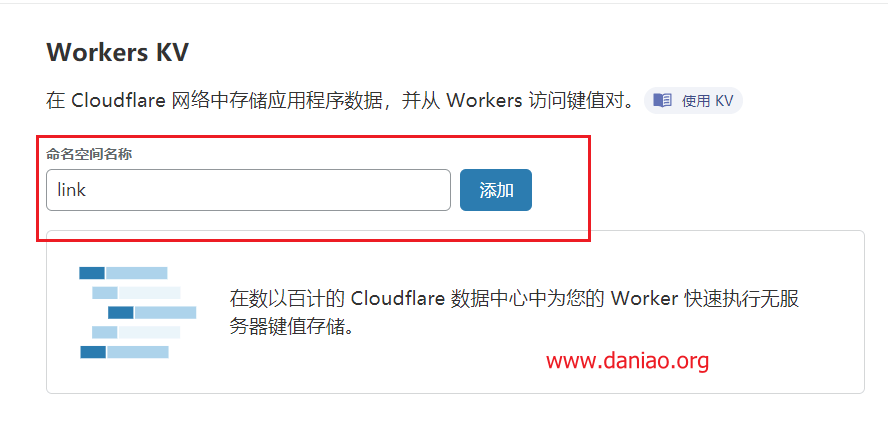 Workers KV
在 Cloudflare 网络中存储应用程序数据，并从 Workers 访问键值对。 使用 KV
命名空间名称
link 添加
在数以百计的 Cloudflare 数据中心中为您的 Worker 快速执行无服
务器键值存储。
www.daniao.org